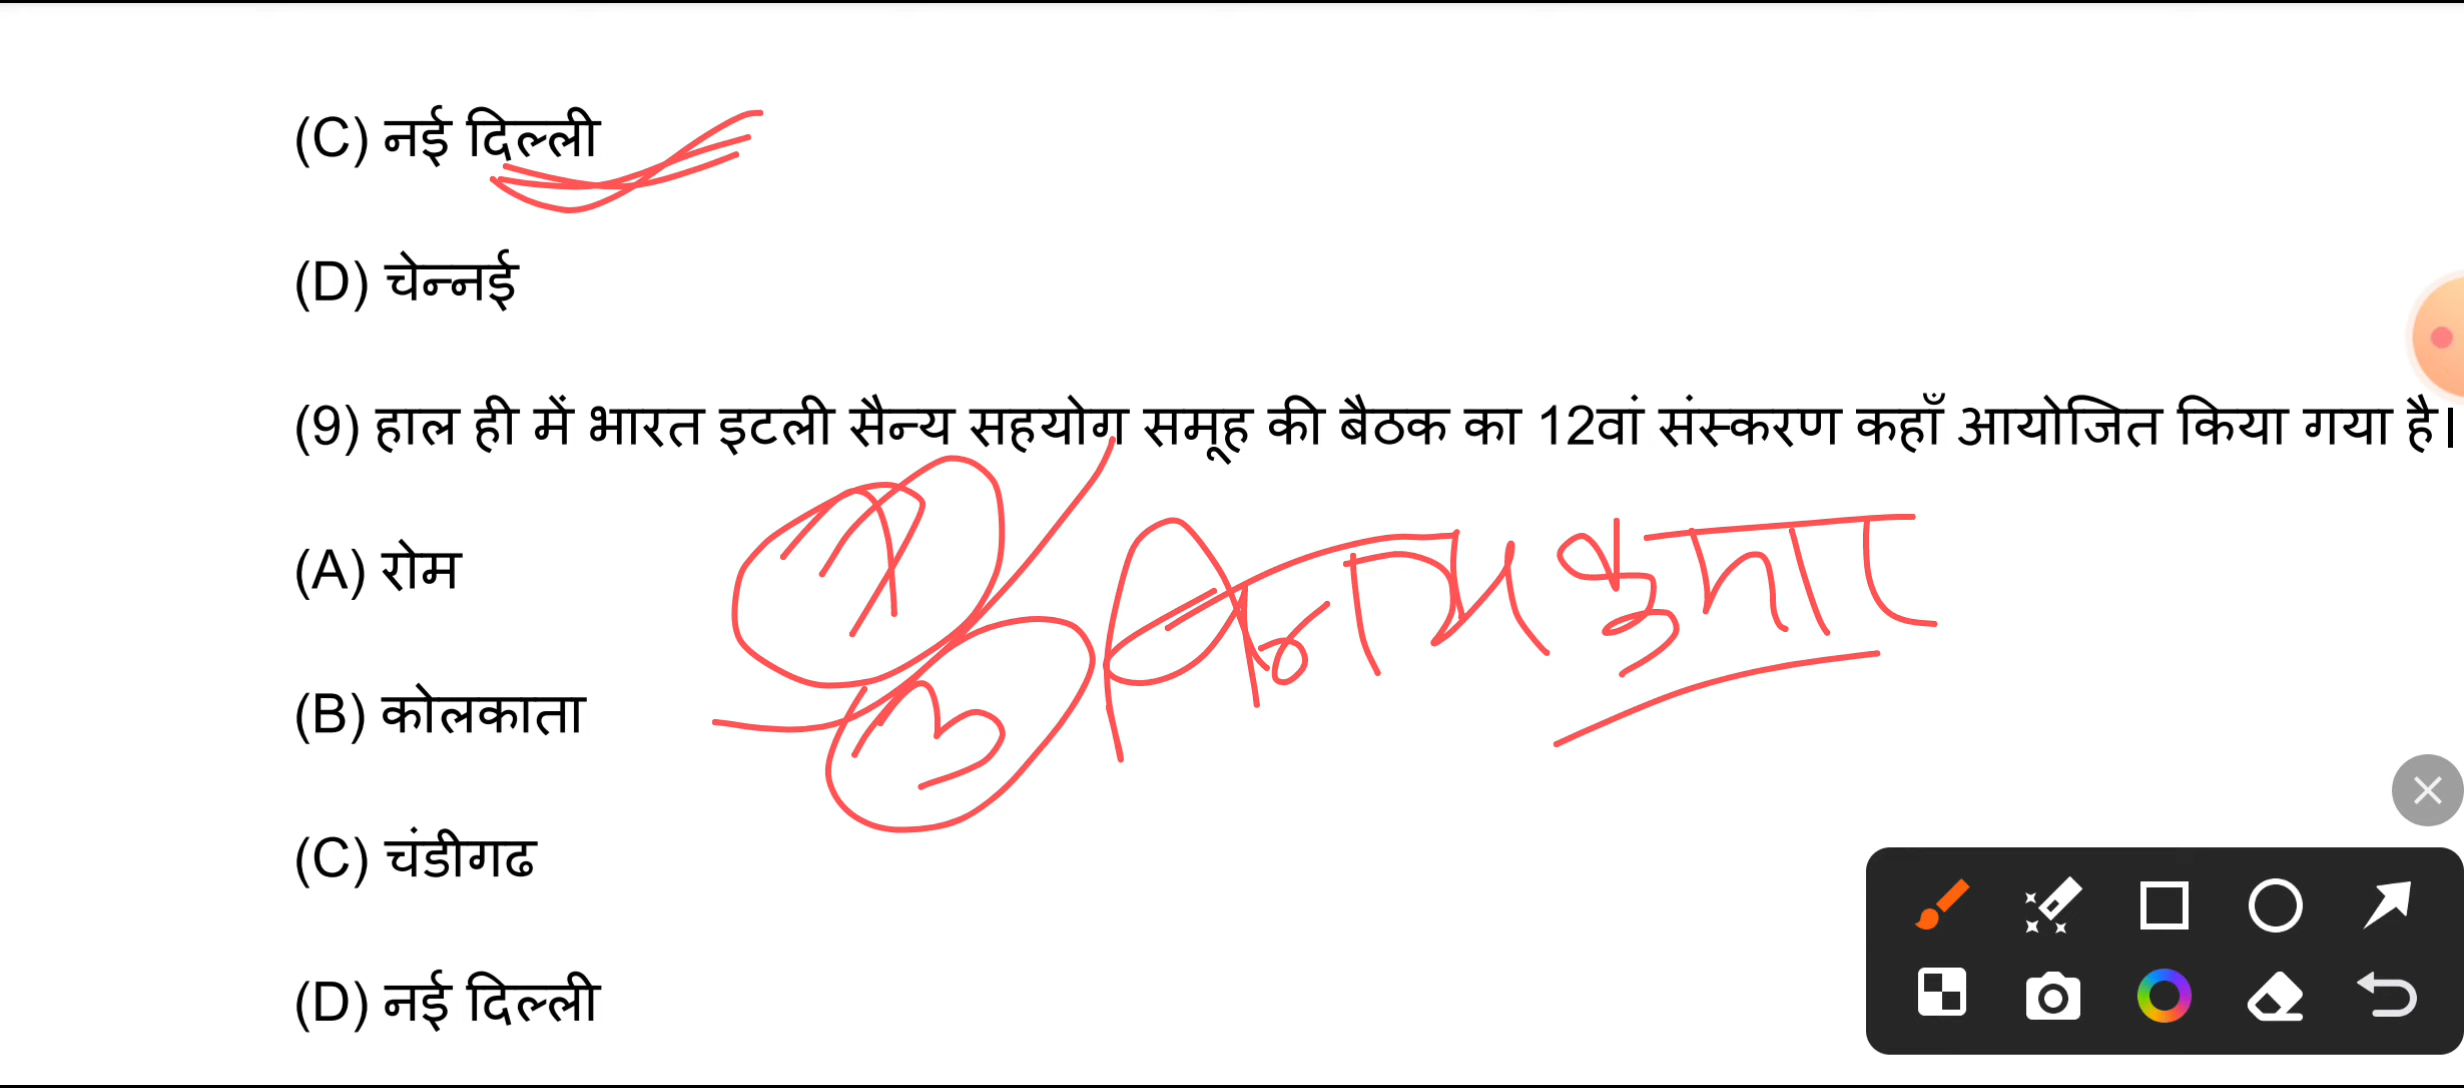 (C) नई दिल्ली
(D) चेन्नई
(9) हाल ही में भारत इटली सैन्य सहयोग समूह की बैठक का 12वां संस्करण कहाँ आयोजित किया गया है।
(A) रोम
(B) कोलकाता
(C) चंडीगढ
(D) नई दिल्ली